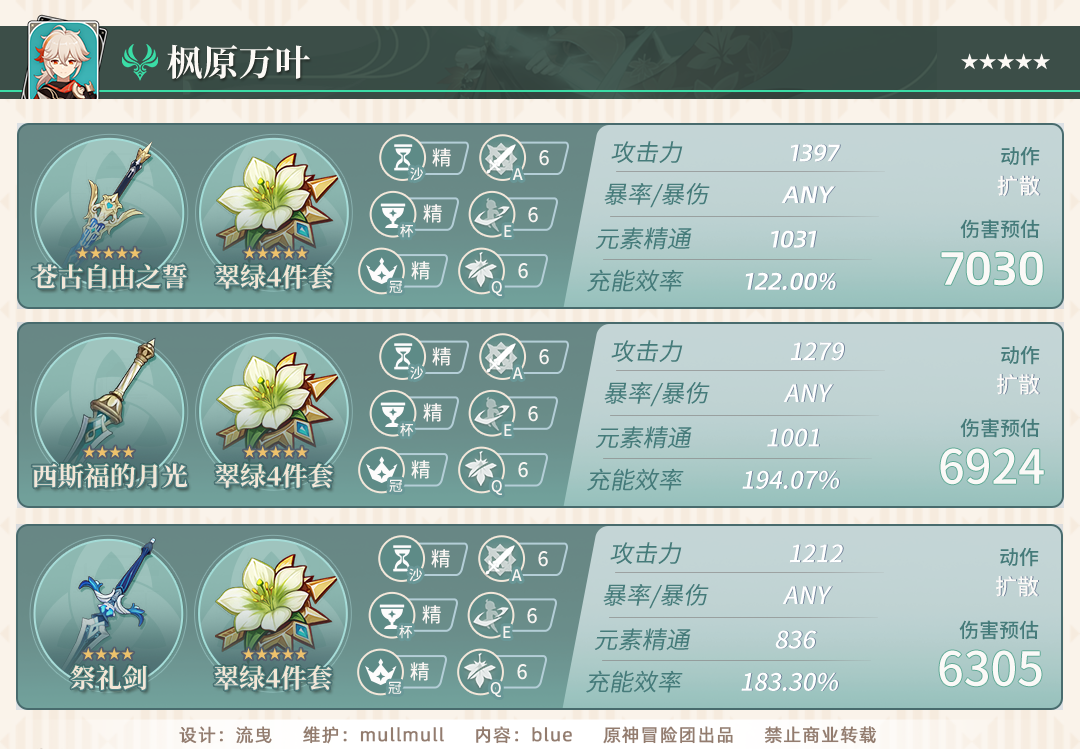 枫原万叶
苍古自由之誓
翠绿4件套
沙 精
A 6
杯 精
E 6
冠 精
Q 6
攻击力 1397
暴率/暴伤 ANY
元素精通 1031
充能效率 122.00%
动作
扩散
伤害预估
7030
西斯福的月光
翠绿4件套
沙 精
A 6
杯 精
E 6
冠 精
Q 6
攻击力 1279
暴率/暴伤 ANY
元素精通 1001
充能效率 194.07%
动作
扩散
伤害预估
6924
祭礼剑
翠绿4件套
沙 精
A 6
杯 精
E 6
冠 精
Q 6
攻击力 1212
暴率/暴伤 ANY
元素精通 836
充能效率 183.30%
动作
扩散
伤害预估
6305
设计：流曳 维护：mullmull 内容：blue 原神冒险团出品 禁止商业转载